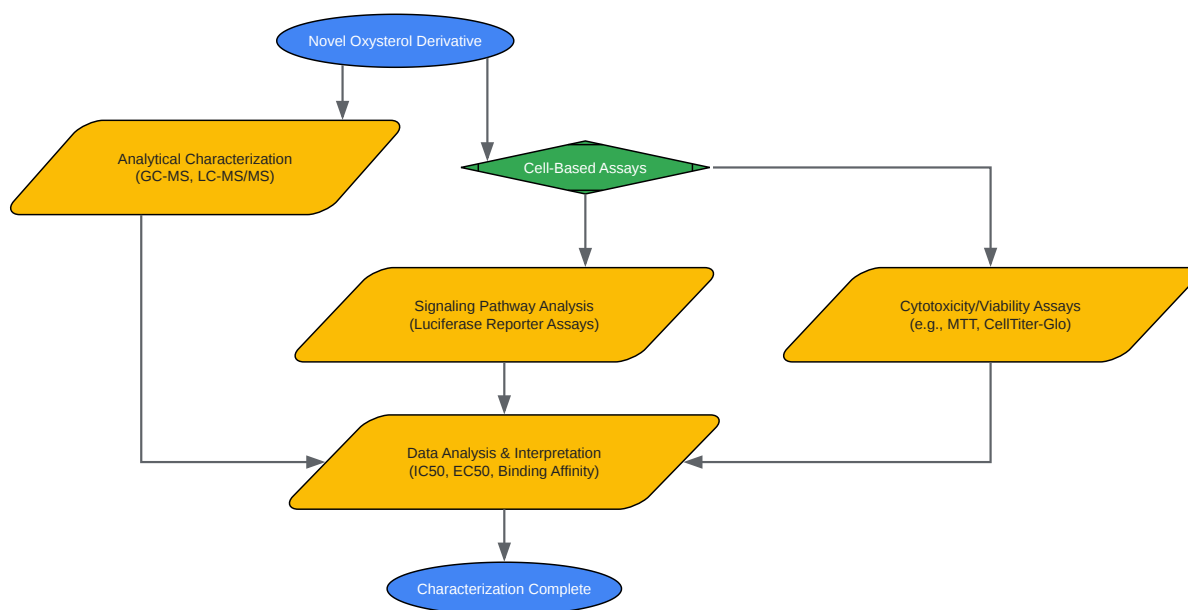 Novel Oxysterol Derivative
Analytical Characterization
(GC-MS, LC-MS/MS)
Cell-Based Assays
Signaling Pathway Analysis
(Luciferase Reporter Assays)
Cytotoxicity/Viability Assays
(e.g., MTT, CellTiter-Glo)
Data Analysis & Interpretation
(IC50, EC50, Binding Affinity)
Characterization Complete